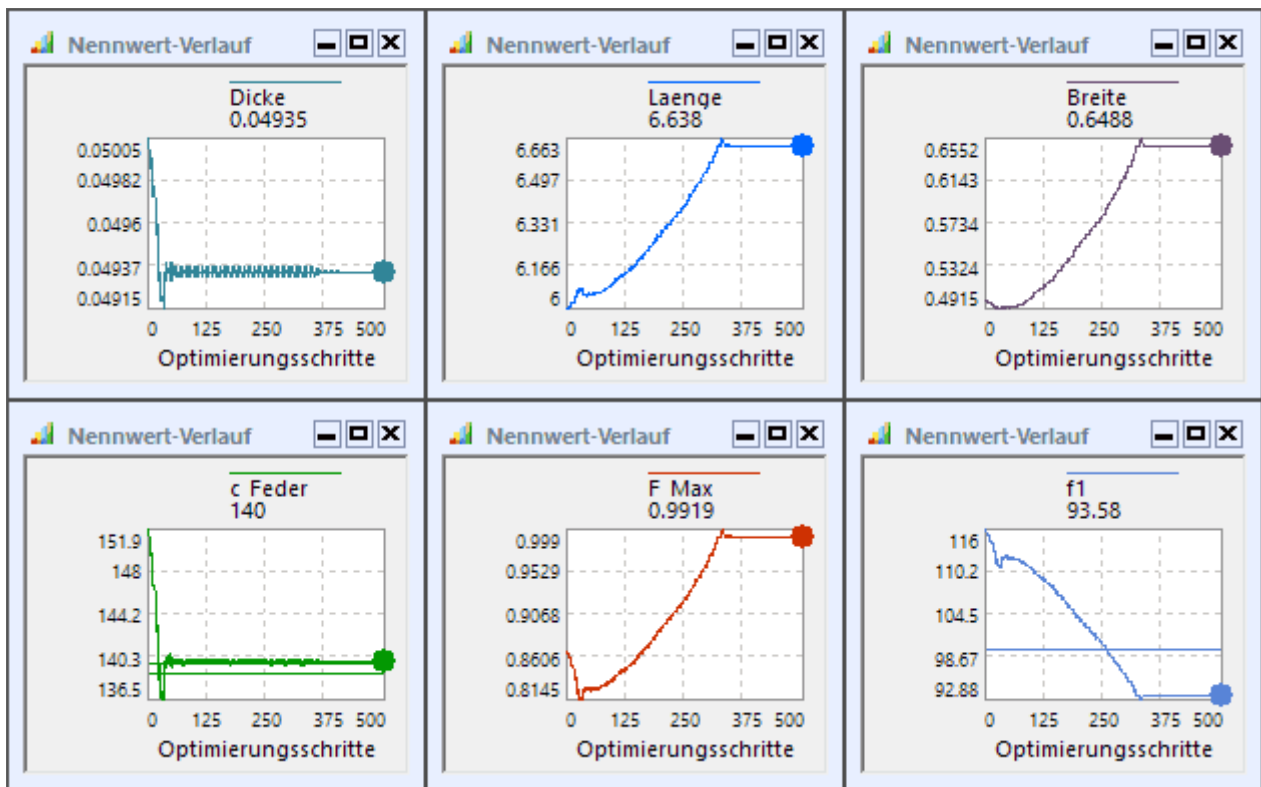 Nennwert-Verlauf
Dicke
0.04935
0.05005
0.04982
0.0496
0.04937
0.04915
0 125 250 375 500
Optimierungsschritte
Nennwert-Verlauf
Laenge
6.638
6.663
6.497
6.331
6.166
6
0 125 250 375 500
Optimierungsschritte
Nennwert-Verlauf
Breite
0.6488
0.6552
0.6143
0.5734
0.5324
0.4915
0 125 250 375 500
Optimierungsschritte
Nennwert-Verlauf
c Feder
140
151.9
148
144.2
140.3
136.5
0 125 250 375 500
Optimierungsschritte
Nennwert-Verlauf
F Max
0.9919
0.999
0.9529
0.9068
0.8606
0.8145
0 125 250 375 500
Optimierungsschritte
Nennwert-Verlauf
f1
93.58
116
110.2
104.5
98.67
92.88
0 125 250 375 500
Optimierungsschritte